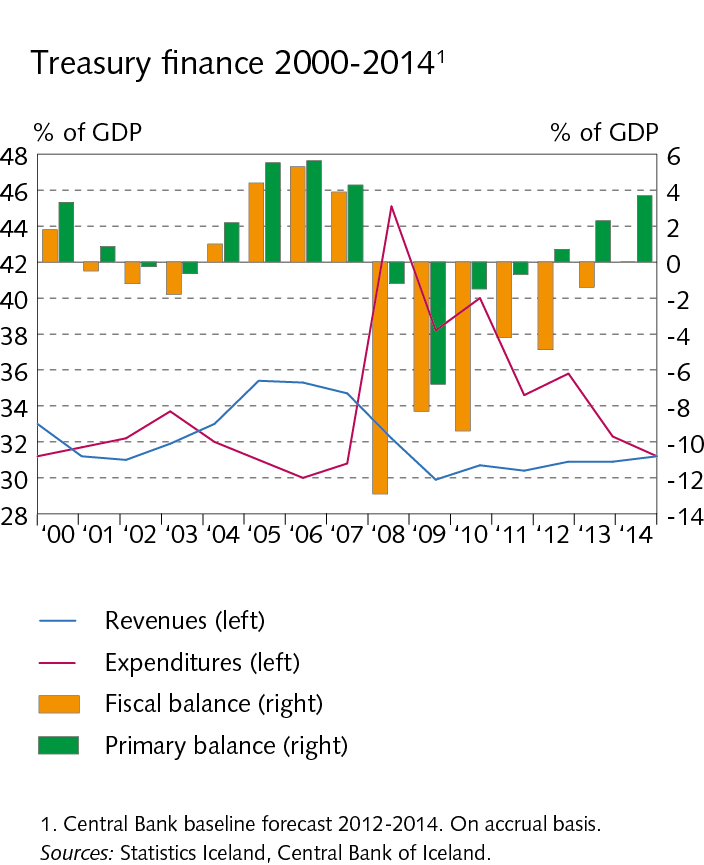 Treasury finance 2000-2014¹
% of GDP % of GDP
48 6
46 4
44 2
42 0
40 -2
38 -4
36 -6
34 -8
32 -10
30 -12
28 -14
‘00 ‘01 ‘02 ‘03 ‘04 ‘05 ‘06 ‘07 ‘08 ‘09 ‘10 ‘11 ‘12 ‘13 ‘14
Revenues (left)
Expenditures (left)
Fiscal balance (right)
Primary balance (right)
1. Central Bank baseline forecast 2012-2014. On accrual basis.
Sources: Statistics Iceland, Central Bank of Iceland.